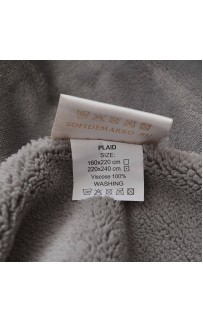 PLAID
SIZE:
160x220 cm ☐
220x240 cm ☑
Viscose 100%
WASHING